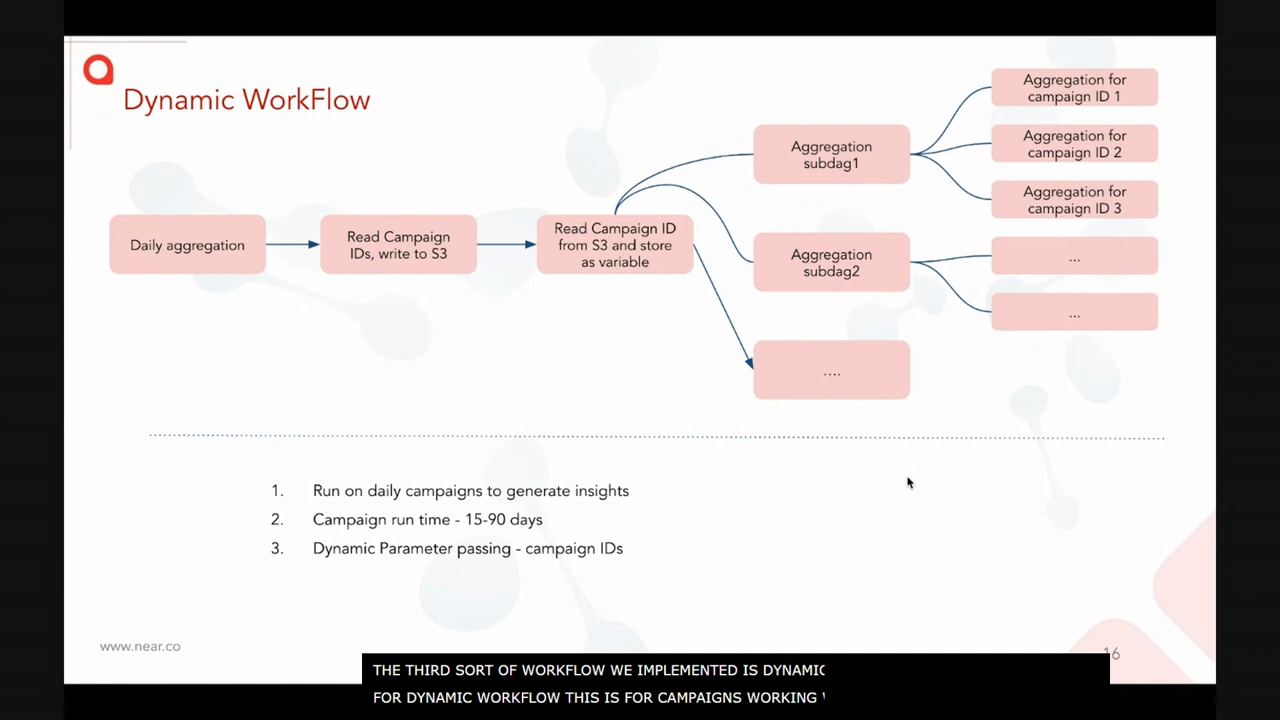 Dynamic WorkFlow
Daily aggregation
Read Campaign
IDs, write to S3
Read Campaign ID
from S3 and store
as variable
Aggregation
subdag1
Aggregation
subdag2
....
Aggregation for
campaign ID 1
Aggregation for
campaign ID 2
Aggregation for
campaign ID 3
...
...
1. Run on daily campaigns to generate insights
2. Campaign run time - 15-90 days
3. Dynamic Parameter passing - campaign IDs
www.near.co
16
THE THIRD SORT OF WORKFLOW WE IMPLEMENTED IS DYNAMIC
FOR DYNAMIC WORKFLOW THIS IS FOR CAMPAIGNS WORKING